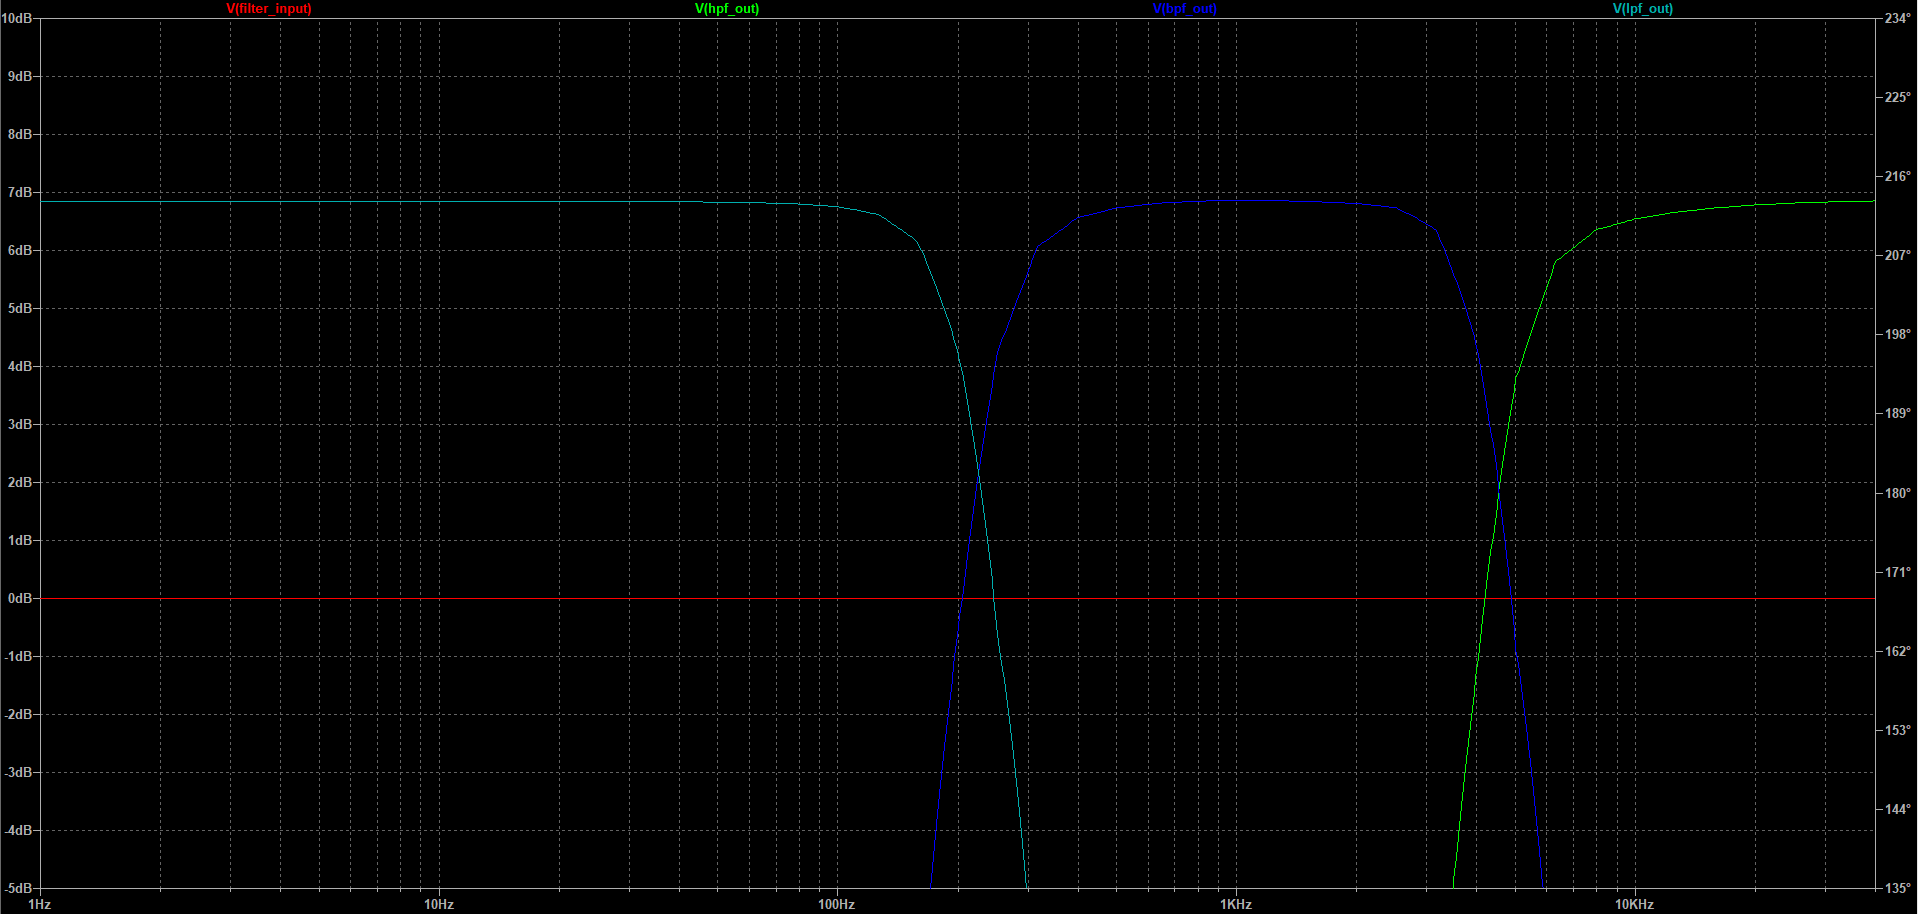 V(filter_input) V(hpf_out) V(bpf_out) V(lpf_out)
10dB 234°
9dB 225°
8dB
7dB 216°
6dB 207°
5dB 198°
4dB
3dB 189°
2dB 180°
1dB 171°
0dB
-1dB 162°
-2dB 153°
-3dB
-4dB 144°
-5dB 135°
1Hz 10Hz 100Hz 1KHz 10KHz